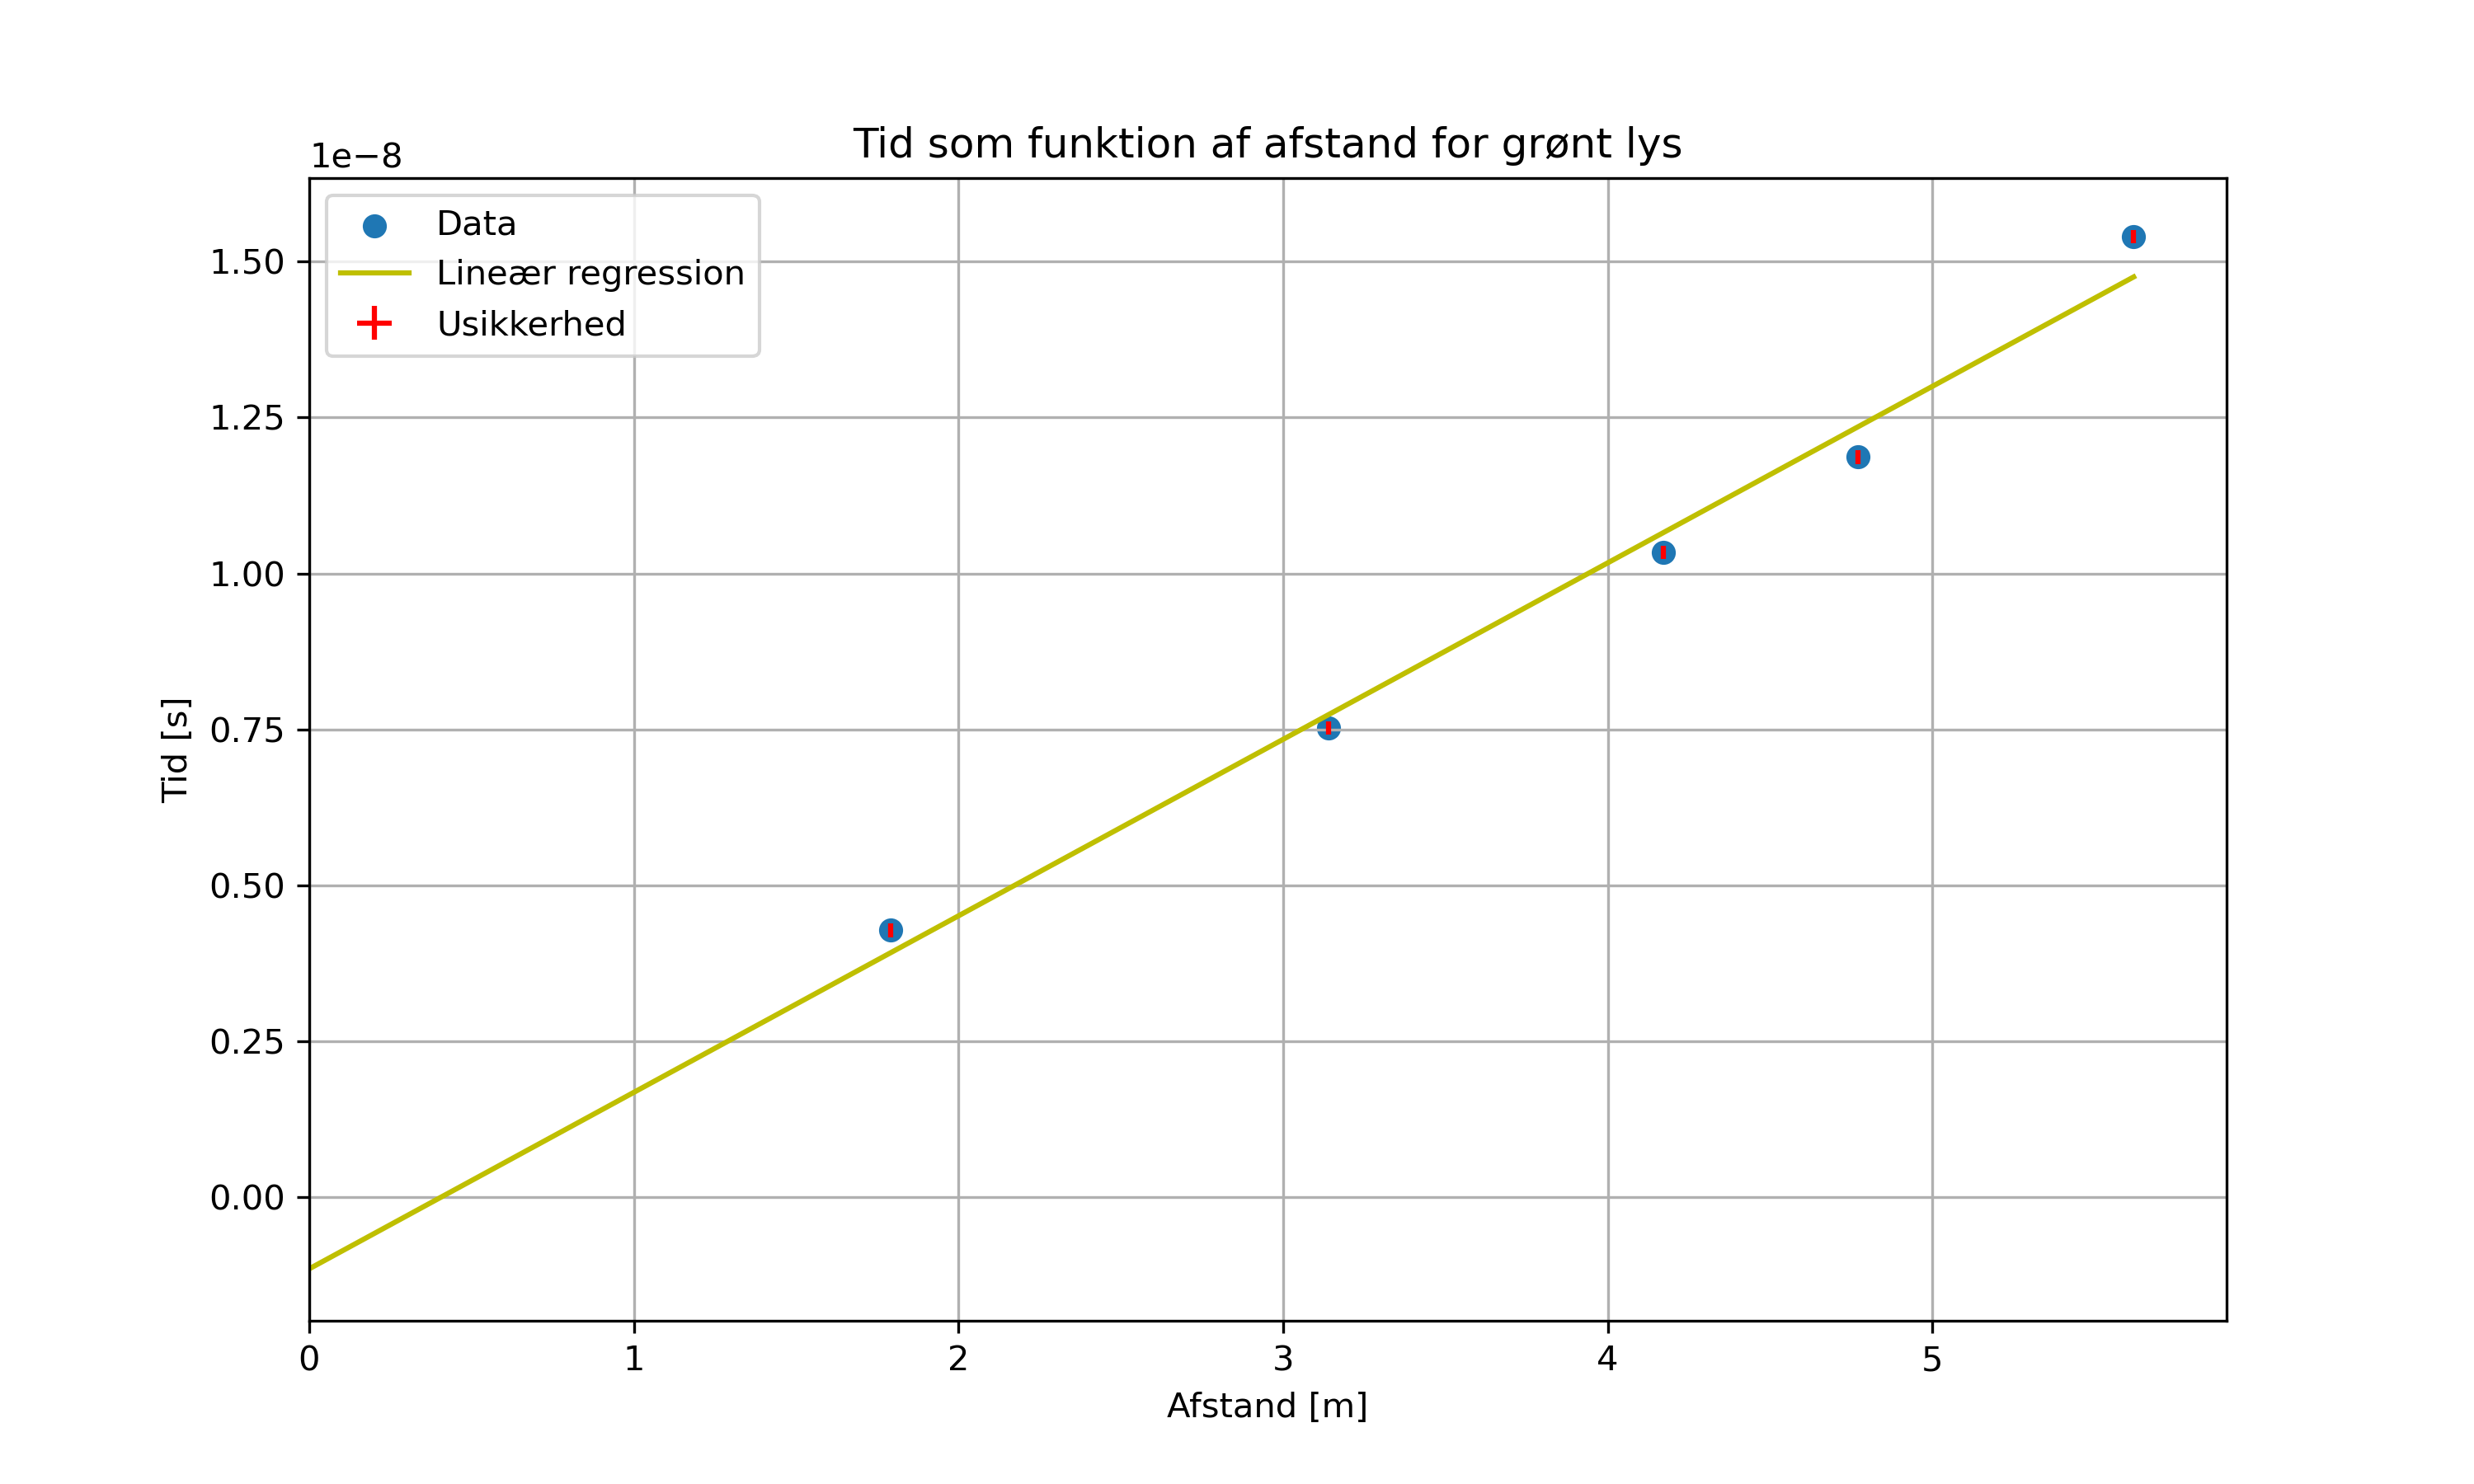 Tid som funktion af afstand for grønt lys
1e−8
Data
Lineær regression
Usikkerhed
1.50
1.25
1.00
0.75
0.50
0.25
0.00
Tid [s]
0 1 2 3 4 5
Afstand [m]